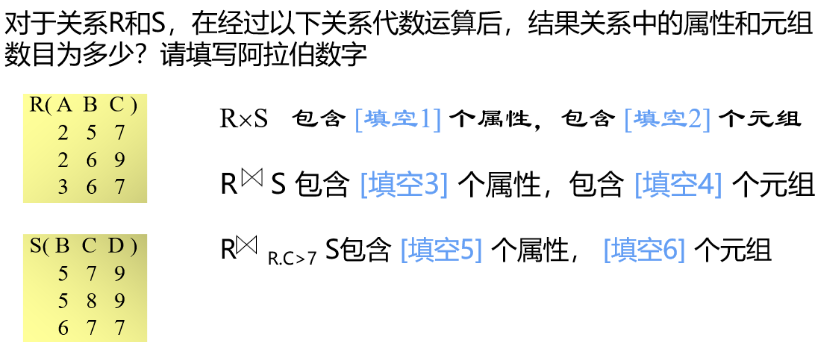 对于关系R和S，在经过以下关系代数运算后，结果关系中的属性和元组
数目为多少？请填写阿拉伯数字
R( A B C )
2 5 7
2 6 9
3 6 7
R×S 包含 [填空1] 个属性，包含 [填空2] 个元组
R⋈ S 包含 [填空3] 个属性，包含 [填空4] 个元组
S( B C D )
5 7 9
5 8 9
6 7 7
R⋈ R.C>7 S包含 [填空5] 个属性， [填空6] 个元组